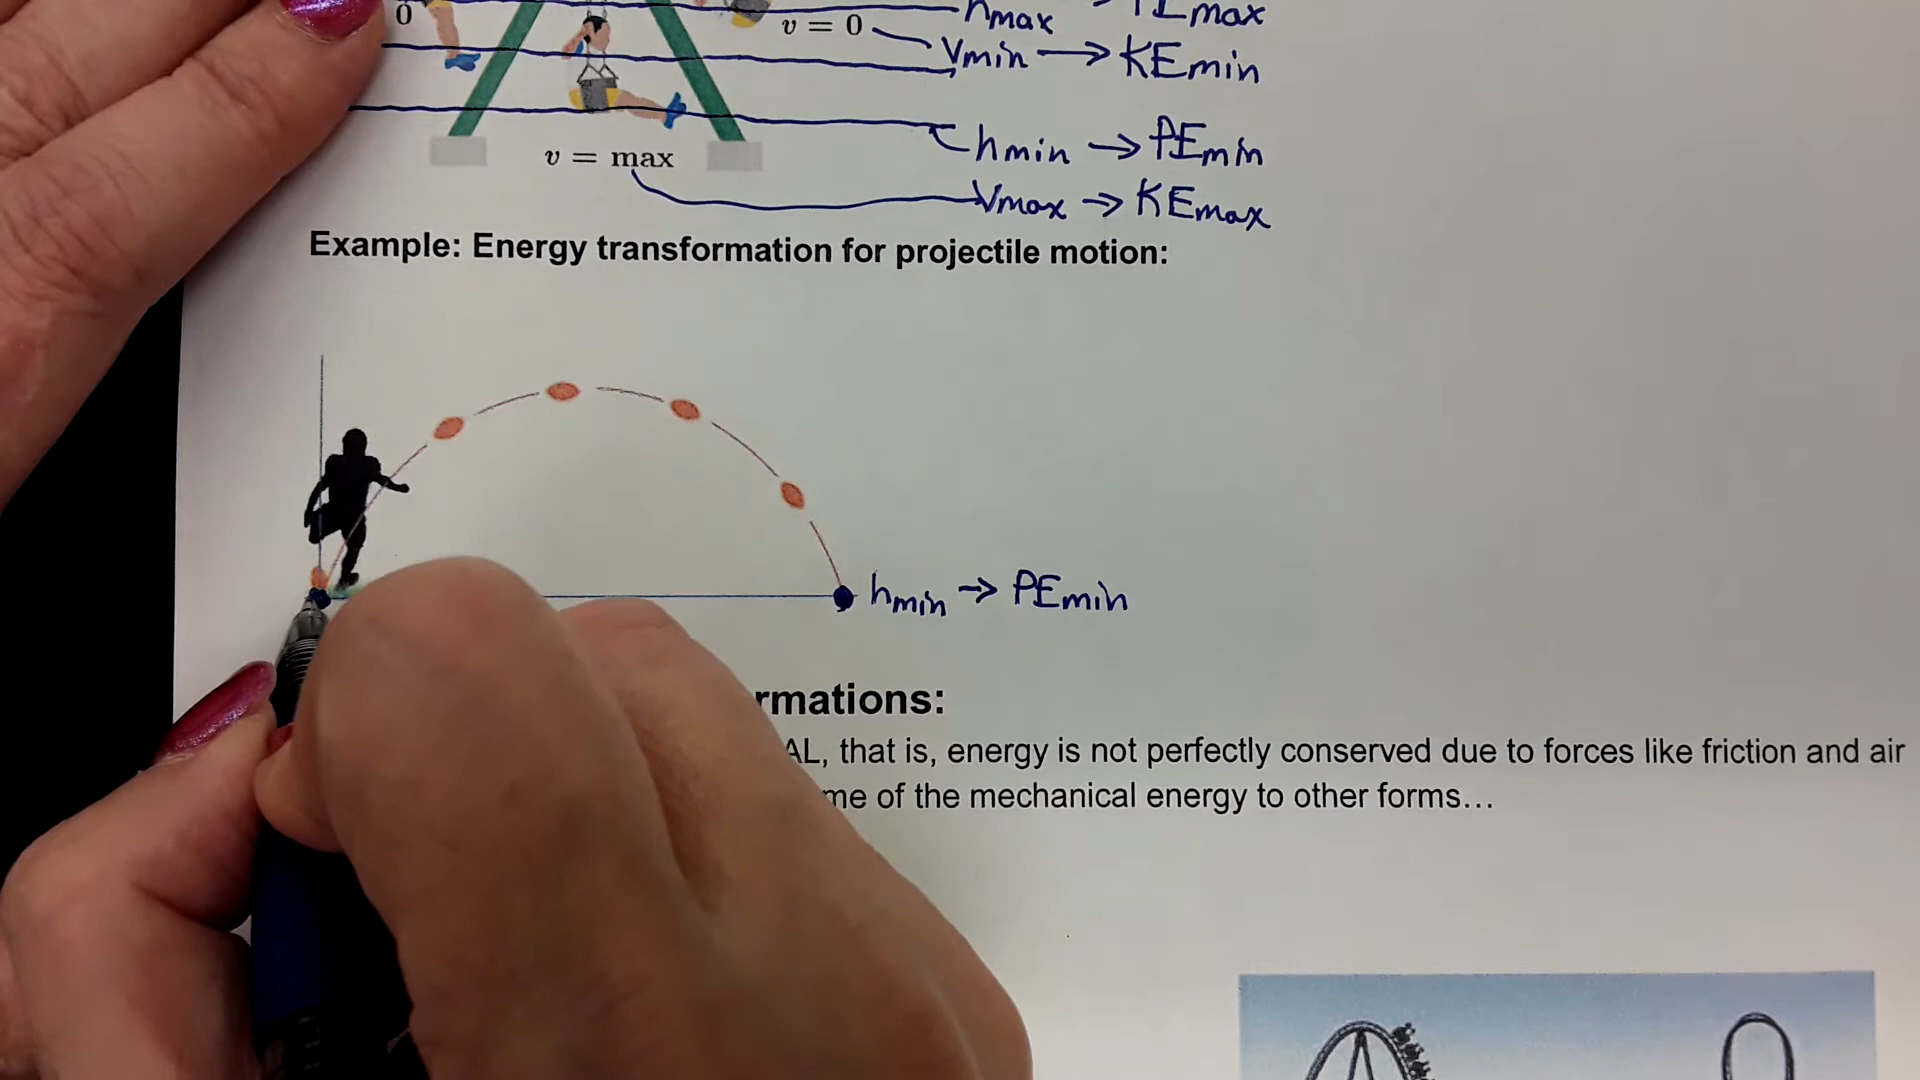 0
v = 0
hmax → PEmax
Vmin → KEmin
hmin → PEmin
v = max
Vmax → KEmax
Example: Energy transformation for projectile motion:
hmin → PEmin
rmations:
AL, that is, energy is not perfectly conserved due to forces like friction and air
me of the mechanical energy to other forms...